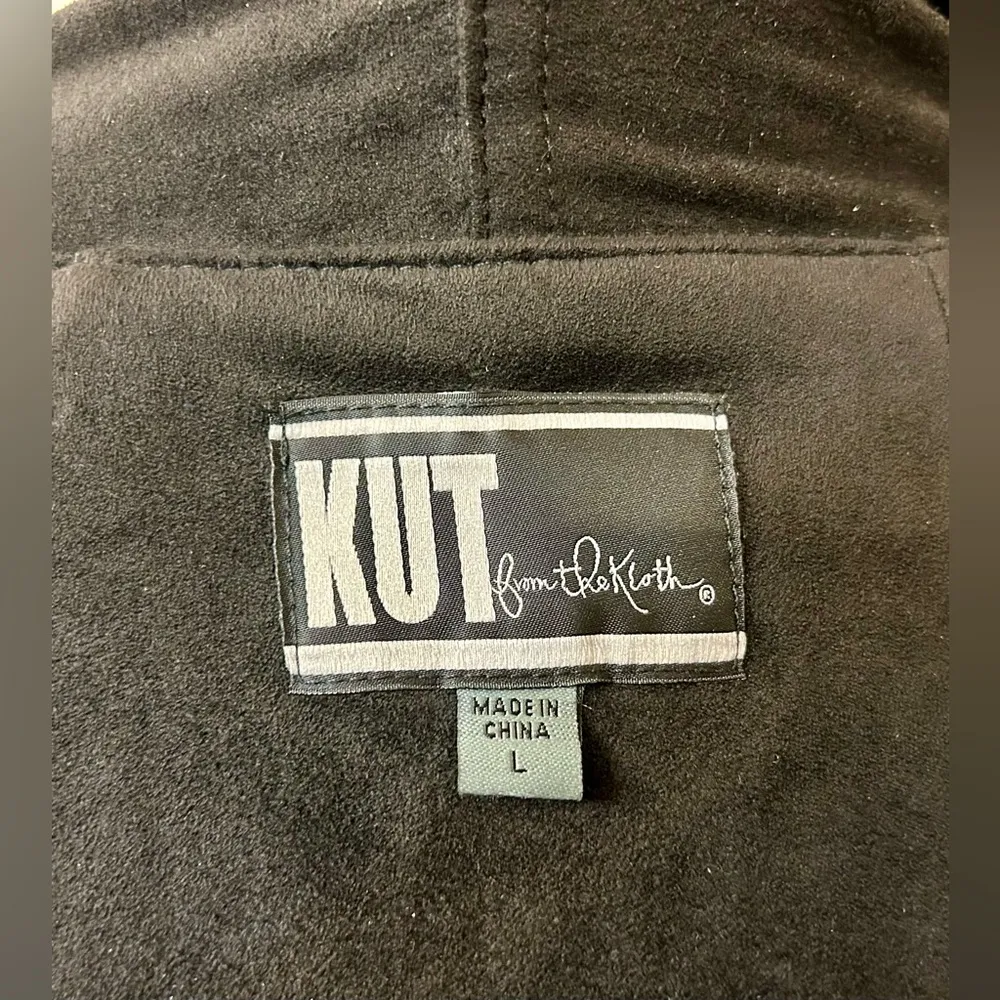 KUT from the Kloth ®
MADE IN
CHINA
L